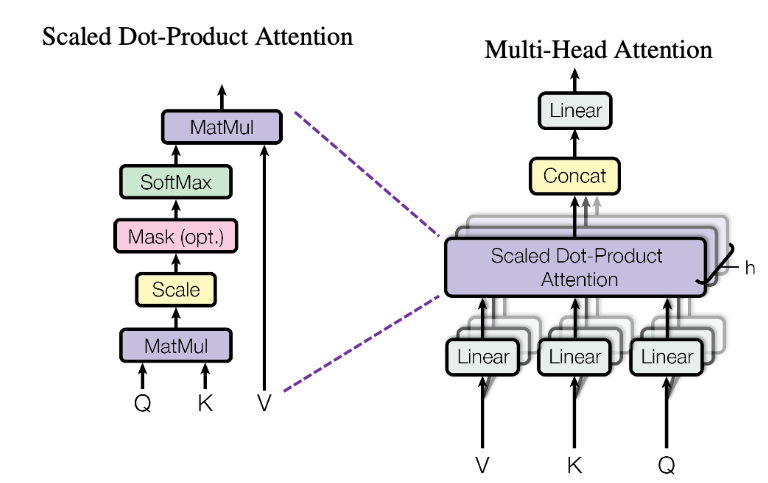 Scaled Dot-Product Attention
MatMul
SoftMax
Mask (opt.)
Scale
MatMul
Q K V
Multi-Head Attention
Linear
Concat
Scaled Dot-Product
Attention
h
Linear Linear Linear
V K Q